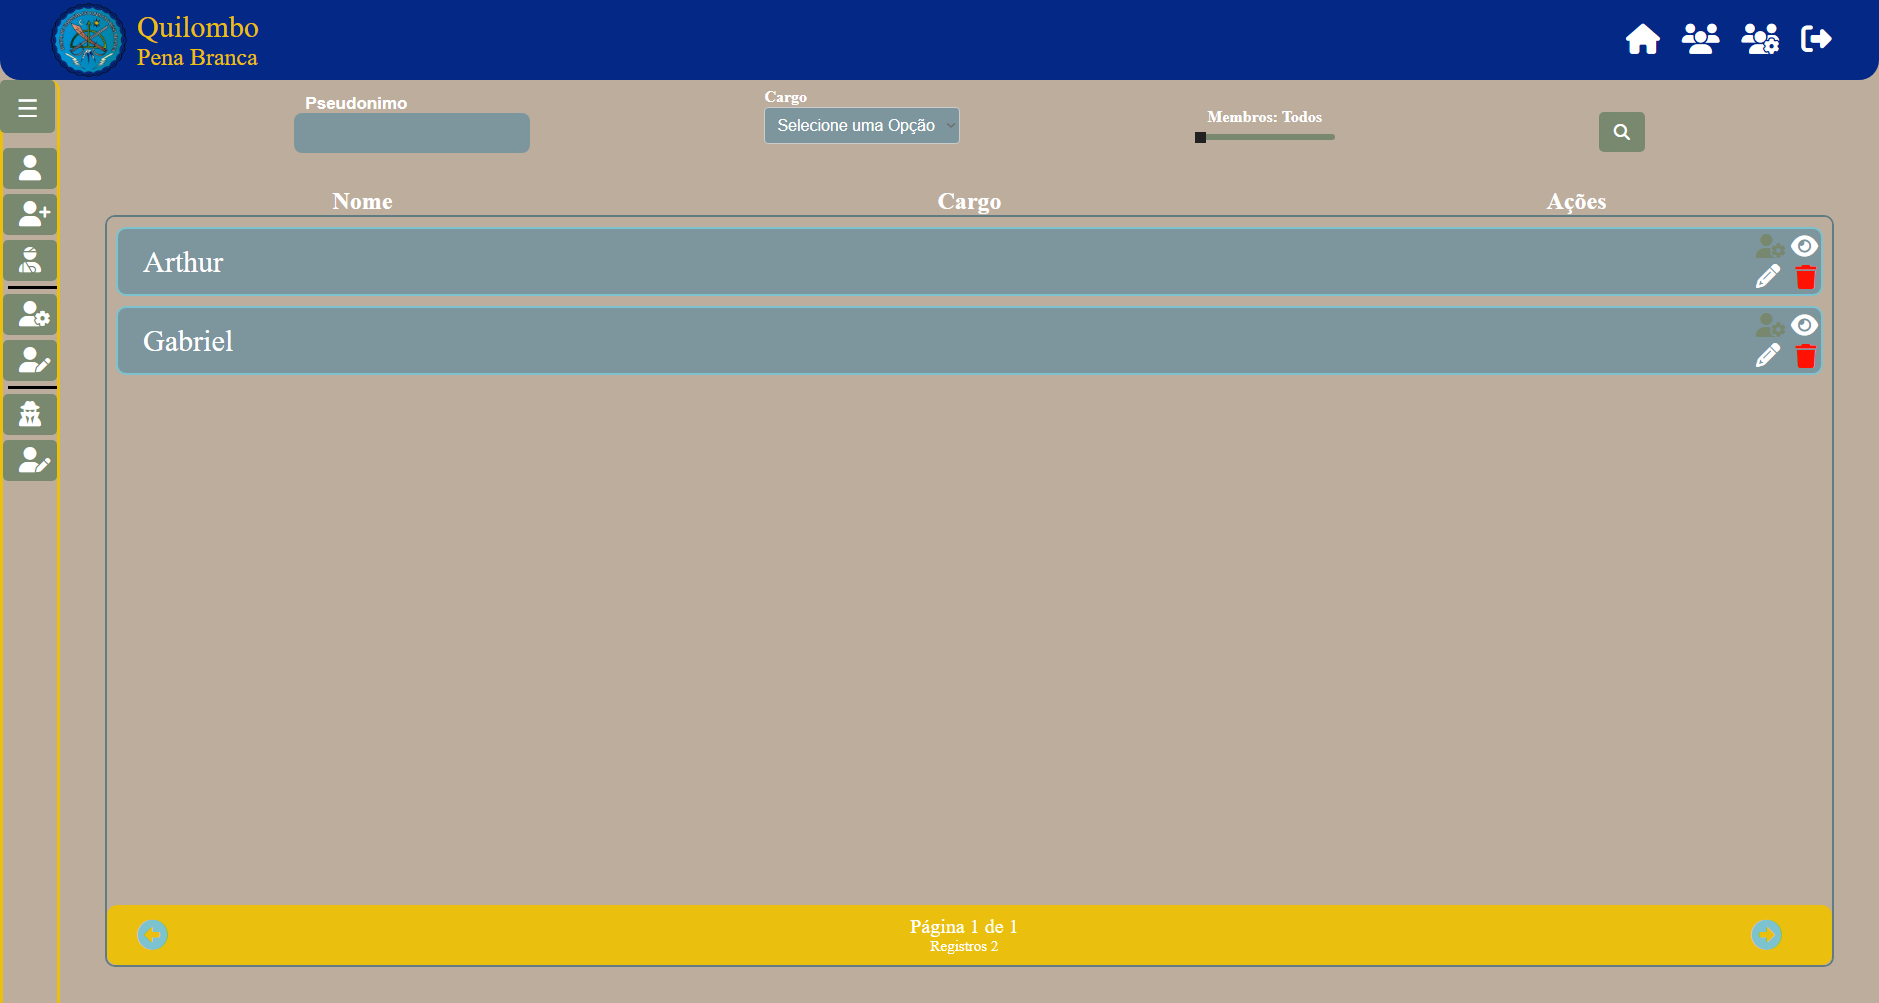 Quilombo
Pena Branca
Pseudonimo
Cargo
Selecione uma Opção
Membros: Todos
Nome
Cargo
Ações
Arthur
Gabriel
Página 1 de 1
Registros 2